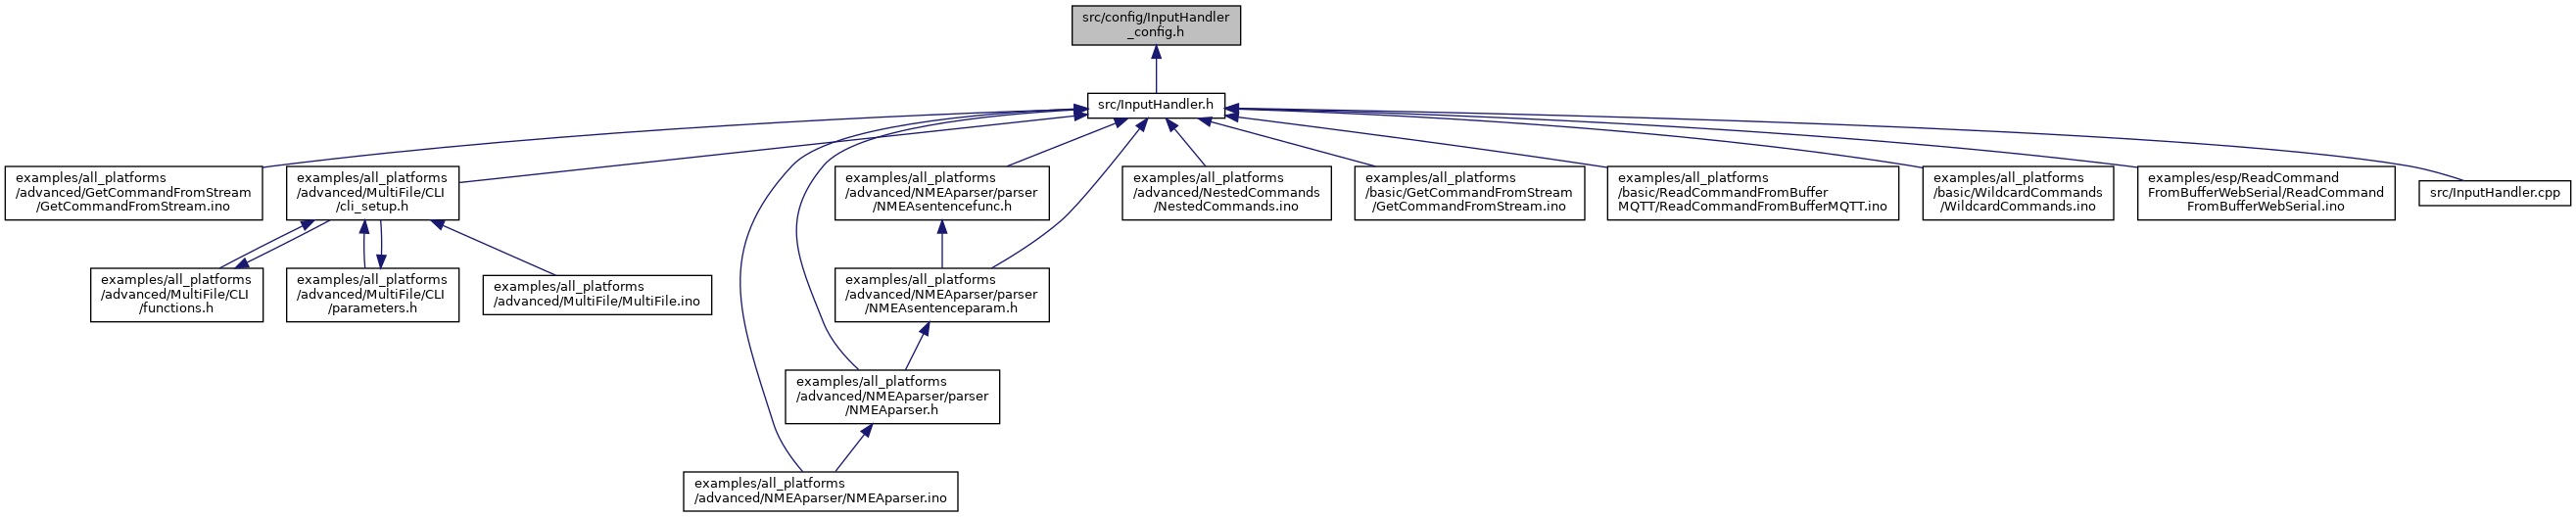 src/config/InputHandler
_config.h
src/InputHandler.h
examples/all_platforms
/advanced/GetCommandFromStream
/GetCommandFromStream.ino
examples/all_platforms
/advanced/MultiFile/CLI
/cli_setup.h
examples/all_platforms
/advanced/NMEAparser/parser
/NMEAsentencefunc.h
examples/all_platforms
/advanced/NestedCommands
/NestedCommands.ino
examples/all_platforms
/basic/GetCommandFromStream
/GetCommandFromStream.ino
examples/all_platforms
/basic/ReadCommandFromBuffer
MQTT/ReadCommandFromBufferMQTT.ino
examples/all_platforms
/basic/WildcardCommands
/WildcardCommands.ino
examples/esp/ReadCommand
FromBufferWebSerial/ReadCommand
FromBufferWebSerial.ino
src/InputHandler.cpp
examples/all_platforms
/advanced/MultiFile/CLI
/functions.h
examples/all_platforms
/advanced/MultiFile/CLI
/parameters.h
examples/all_platforms
/advanced/MultiFile/MultiFile.ino
examples/all_platforms
/advanced/NMEAparser/parser
/NMEAsentenceparam.h
examples/all_platforms
/advanced/NMEAparser/parser
/NMEAparser.h
examples/all_platforms
/advanced/NMEAparser/NMEAparser.ino